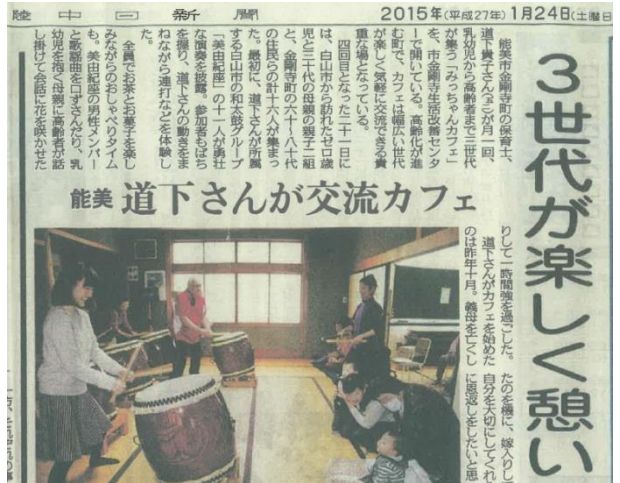 陸中日新聞
2015年(平成27年)1月24日(土曜日
3世代が楽しく憩い
能美 道下さんが交流カフェ
能美市金剛寺町の保育士、
道下貴子さん
が月一回、
乳幼児から高齢者まで三世代
が集う「みっちゃんカフェ」
を、市金剛寺生活改善センタ
ーで開いている。高齢化が進
む町で、カフェは幅広い世代
が楽しく気軽に交流できる貴
重な場となっている。
四回目となった二十一日に
は、白山市から訪れたゼロ歳
児と三十代の母親の親子二組
と、金剛寺町の六十~八十代
の住民らの計十六人が集まっ
た。最初に、道下さんが所属
する白山市の和太鼓グループ
「美由紀座」の十一人が勇壮
な演奏を披露。参加者もばち
を握り、道下さんの動きをま
ねながら連打などを体験し
た。
全員でお茶とお菓子を楽し
みながらのおしゃべりタイム
も。美由紀座の男性メンバー
と歌謡曲を口ずさんだり、乳
幼児を抱く母親に高齢者が話
し掛けて会話に花を咲かせた
りして一時間強を過ごした。
道下さんがカフェを始めた
のは昨年十月。義母を亡くし
たのを機に、嫁入りし
自分を大切にしてくれ
に恩返しをしたいと思